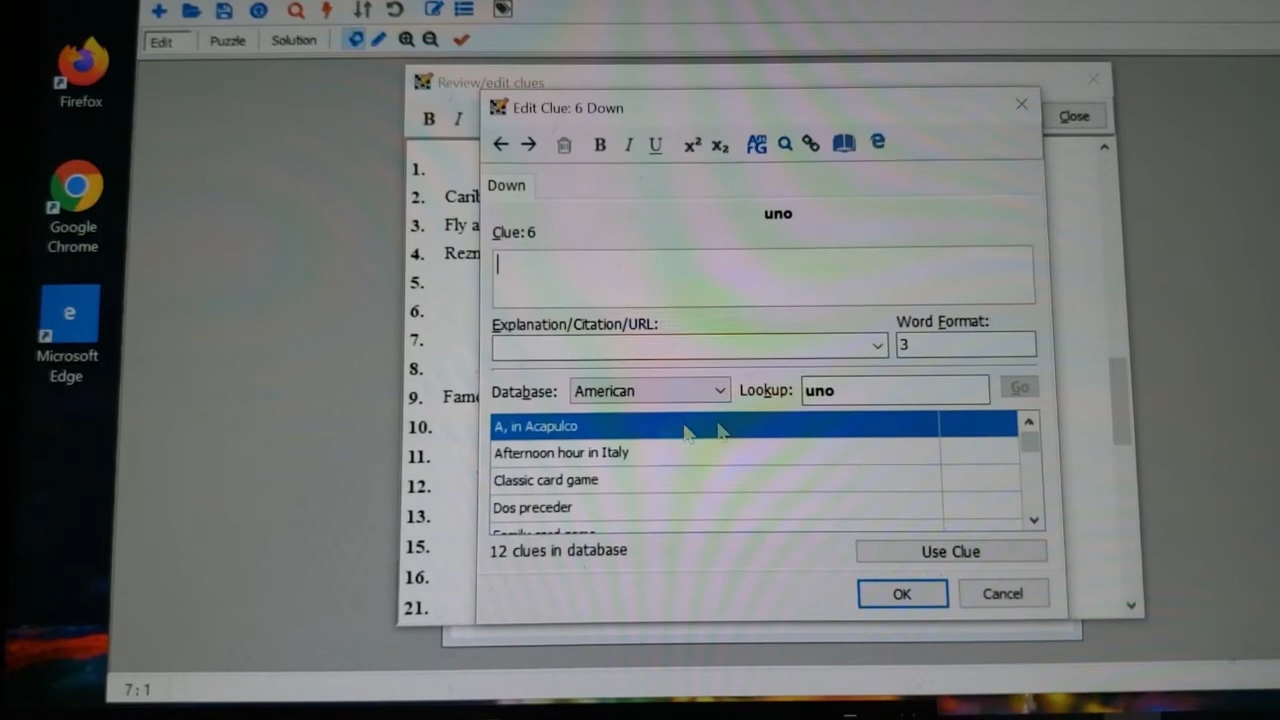 Edit Puzzle Solution
Firefox
Google
Chrome
Microsoft
Edge
Review/edit clues
B I
Close
Edit Clue: 6 Down
B I U x² x₂
Down
uno
Clue: 6
Explanation/Citation/URL:
Word Format:
3
Database: American Lookup: uno Go
A, in Acapulco
Afternoon hour in Italy
Classic card game
Dos preceder
12 clues in database
Use Clue
OK Cancel
1.
2. Carib
3. Fly a
4. Rezn
5.
6.
7.
8.
9. Fame
10.
11.
12.
13.
15.
16.
21.
7:1